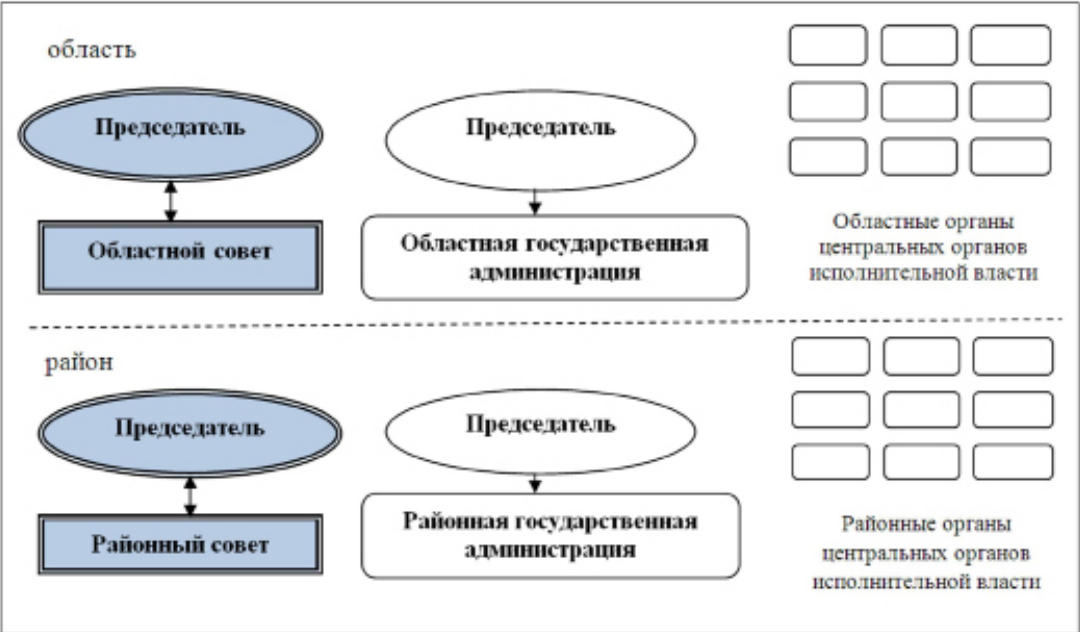 область
Председатель
Председатель
Областной совет
Областная государственная
администрация
Областные органы
центральных органов
исполнительной власти
район
Председатель
Председатель
Районный совет
Районная государственная
администрация
Районные органы
центральных органов
исполнительной власти